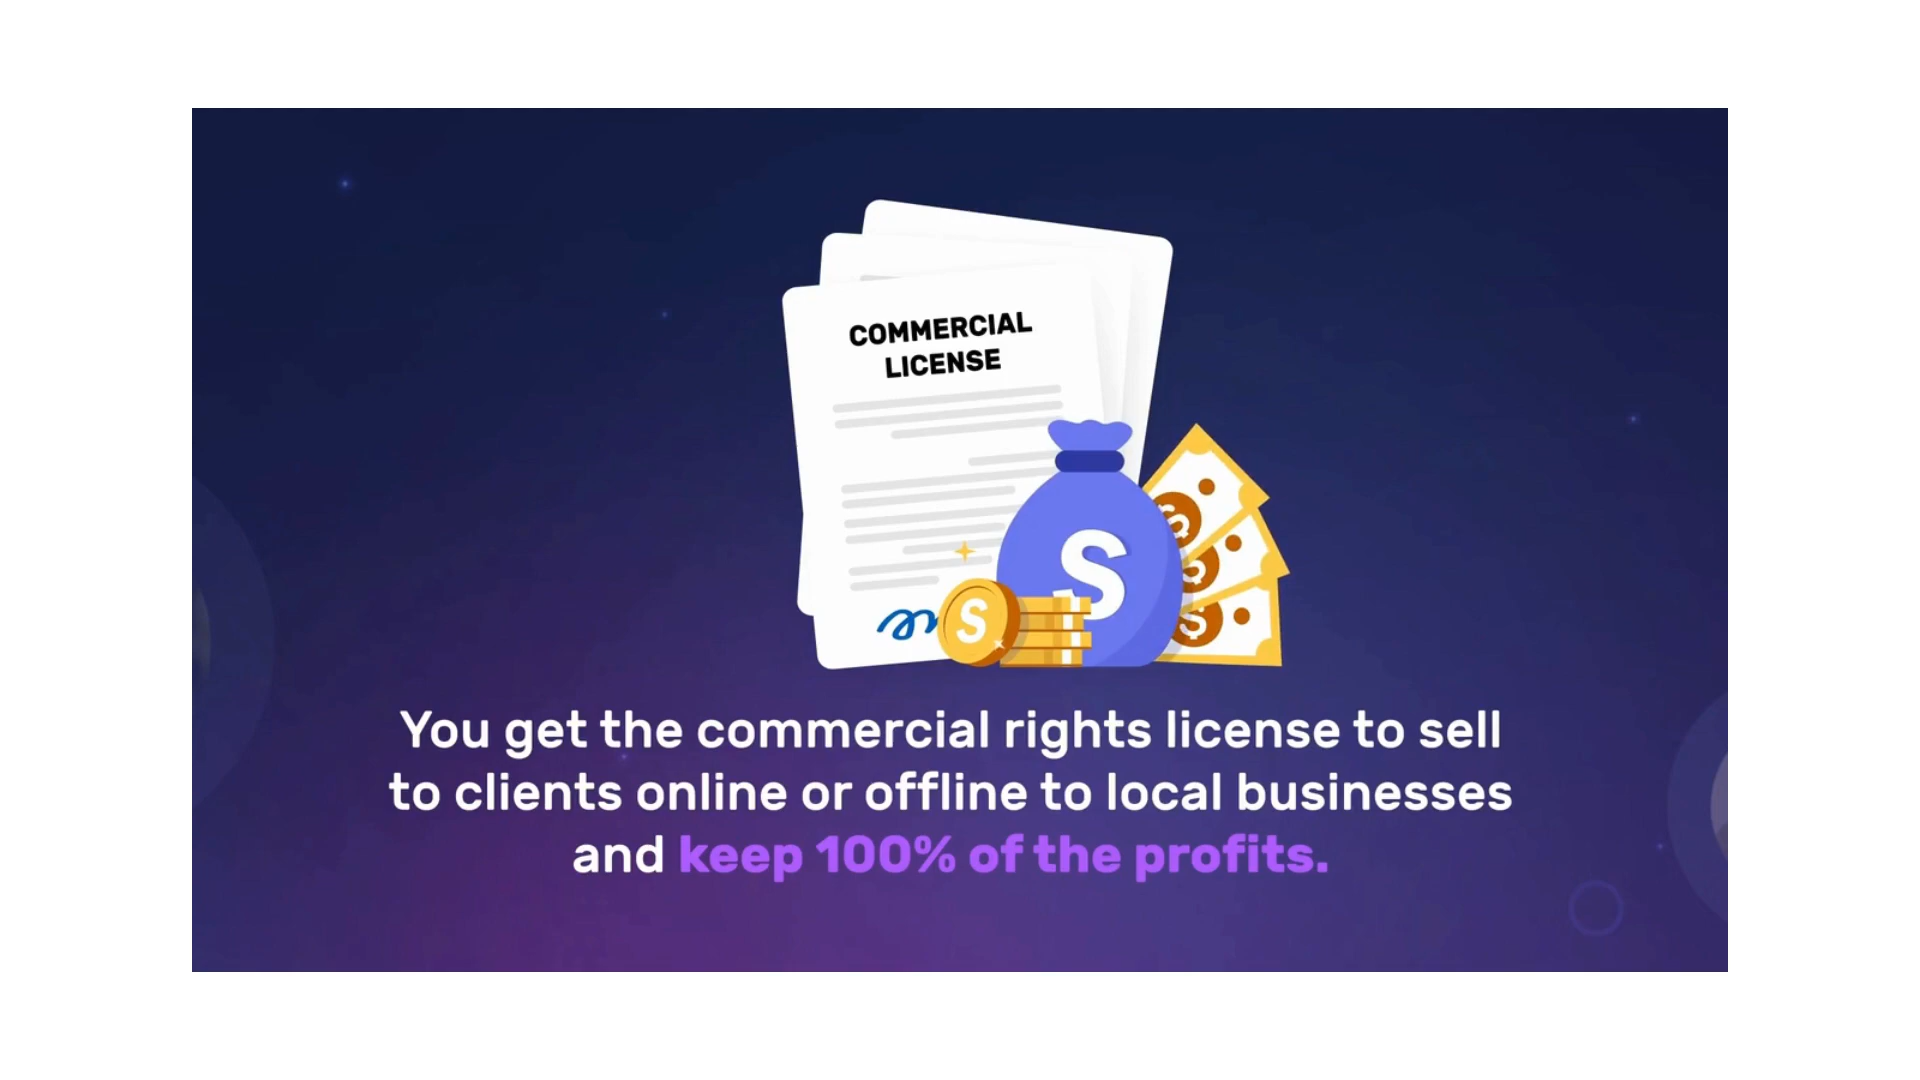 COMMERCIAL
LICENSE
S
S
$
$
$
You get the commercial rights license to sell
to clients online or offline to local businesses
and keep 100% of the profits.